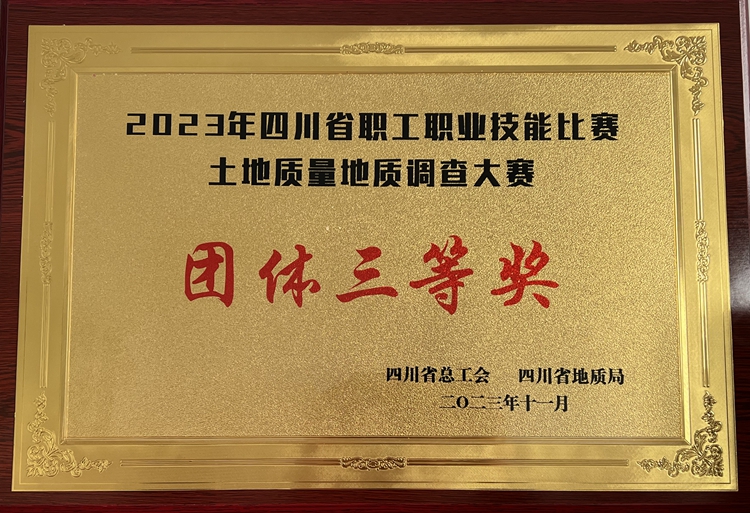 2023年四川省职工职业技能比赛
土地质量地质调查大赛
团体三等奖
四川省总工会 四川省地质局
二〇二三年十一月